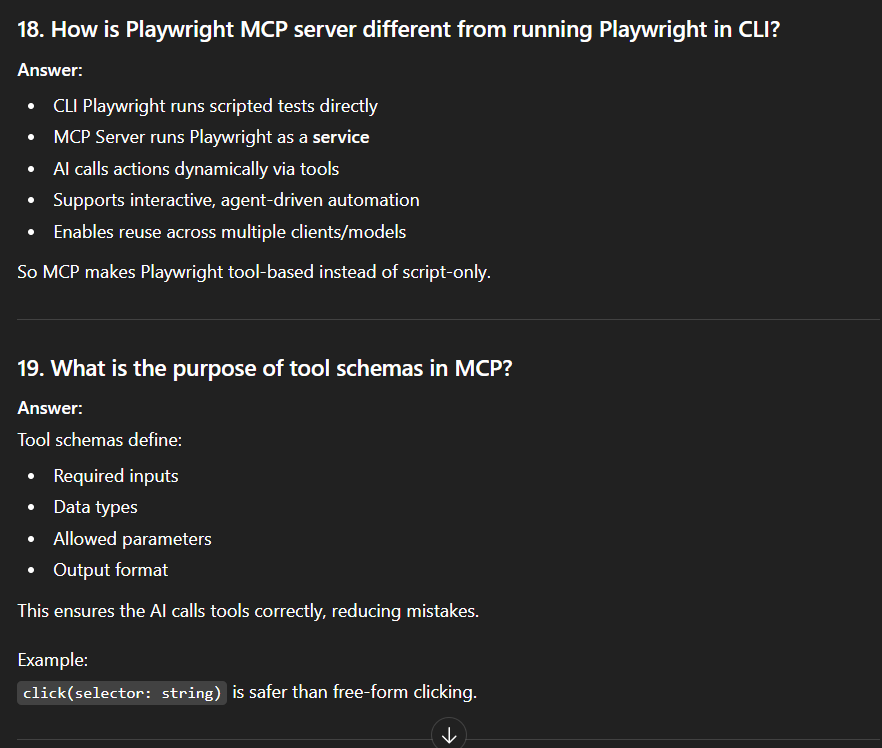 18. How is Playwright MCP server different from running Playwright in CLI?
Answer:
• CLI Playwright runs scripted tests directly
• MCP Server runs Playwright as a service
• AI calls actions dynamically via tools
• Supports interactive, agent-driven automation
• Enables reuse across multiple clients/models
So MCP makes Playwright tool-based instead of script-only.
19. What is the purpose of tool schemas in MCP?
Answer:
Tool schemas define:
• Required inputs
• Data types
• Allowed parameters
• Output format
This ensures the AI calls tools correctly, reducing mistakes.
Example:
click(selector: string) is safer than free-form clicking.